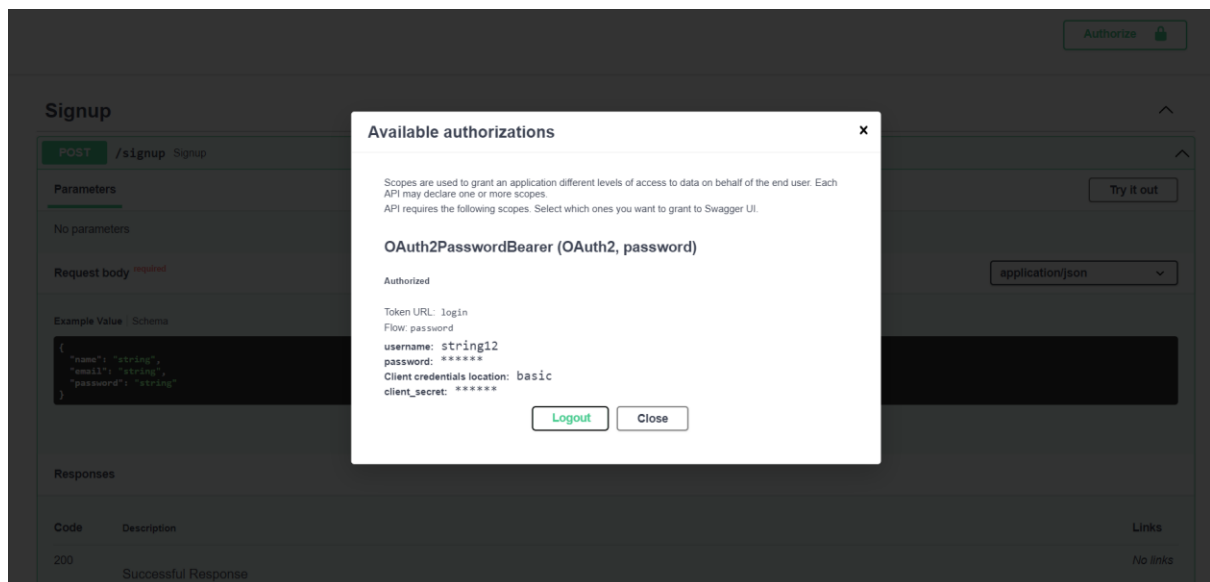 Authorize
Signup
POST /signup Signup
Parameters
Try it out
No parameters
Request body required
application/json
Example Value Schema
{
"name": "string",
"email": "string",
"password": "string"
}
Available authorizations
x
Scopes are used to grant an application different levels of access to data on behalf of the end user. Each
API may declare one or more scopes.
API requires the following scopes. Select which ones you want to grant to Swagger UI.
OAuth2PasswordBearer (OAuth2, password)
Authorized
Token URL: login
Flow: password
username: string12
password: ******
Client credentials location: basic
client_secret: ******
Logout Close
Responses
Code Description Links
200 Successful Response No links